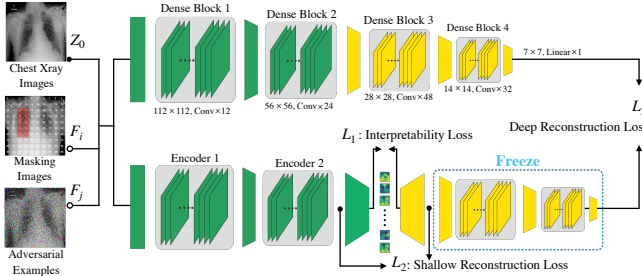 Dense Block 1
Dense Block 2
Dense Block 3
Dense Block 4
Z0
Chest Xray
Images
112×112, Conv×12
56×56, Conv×24
28×28, Conv×48
14×14, Conv×32
7×7, Linear×1
Fi
Masking
Images
Encoder 1
Encoder 2
L1: Interpretability Loss
Deep Reconstruction Loss
Freeze
Fj
Adversarial
Examples
L2: Shallow Reconstruction Loss